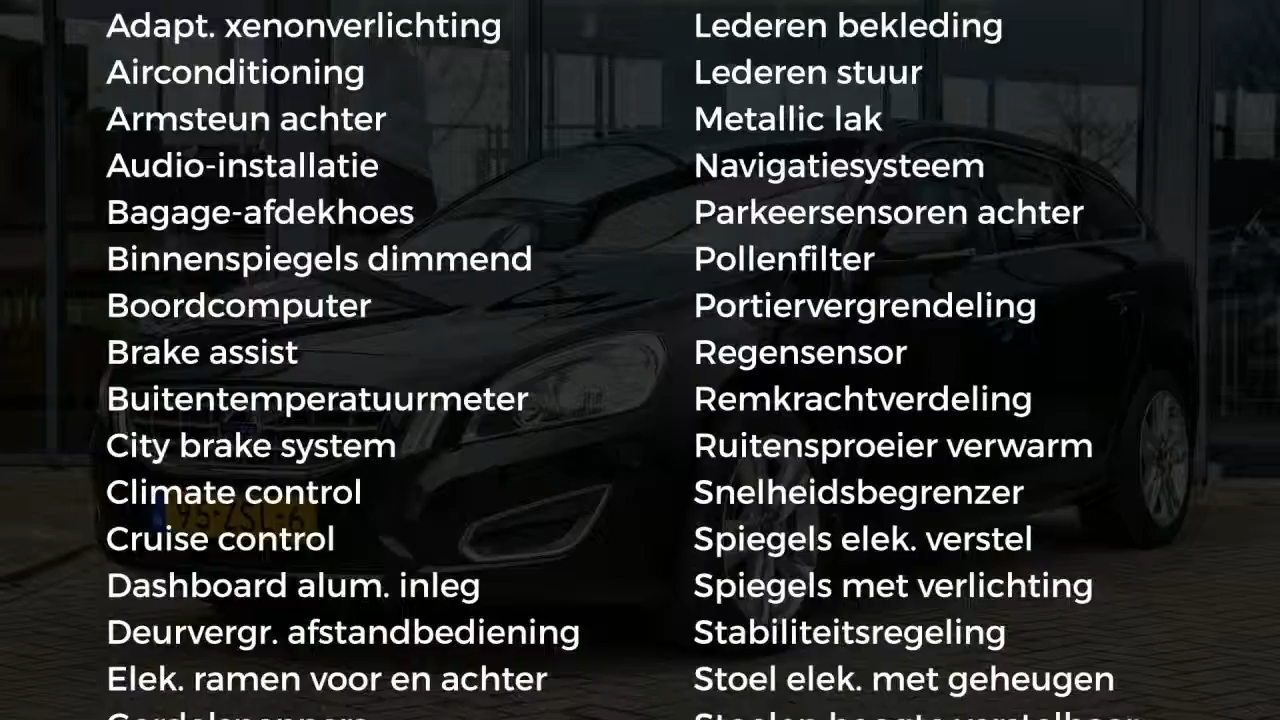 Adapt. xenonverlichting
Airconditioning
Armsteun achter
Audio-installatie
Bagage-afdekhoes
Binnenspiegels dimmend
Boordcomputer
Brake assist
Buitentemperatuurmeter
City brake system
Climate control
Cruise control
Dashboard alum. inleg
Deurvergr. afstandbediening
Elek. ramen voor en achter
Lederen bekleding
Lederen stuur
Metallic lak
Navigatiesysteem
Parkeersensoren achter
Pollenfilter
Portiervergrendeling
Regensensor
Remkrachtverdeling
Ruitensproeier verwarm
Snelheidsbegrenzer
Spiegels elek. verstel
Spiegels met verlichting
Stabiliteitsregeling
Stoel elek. met geheugen